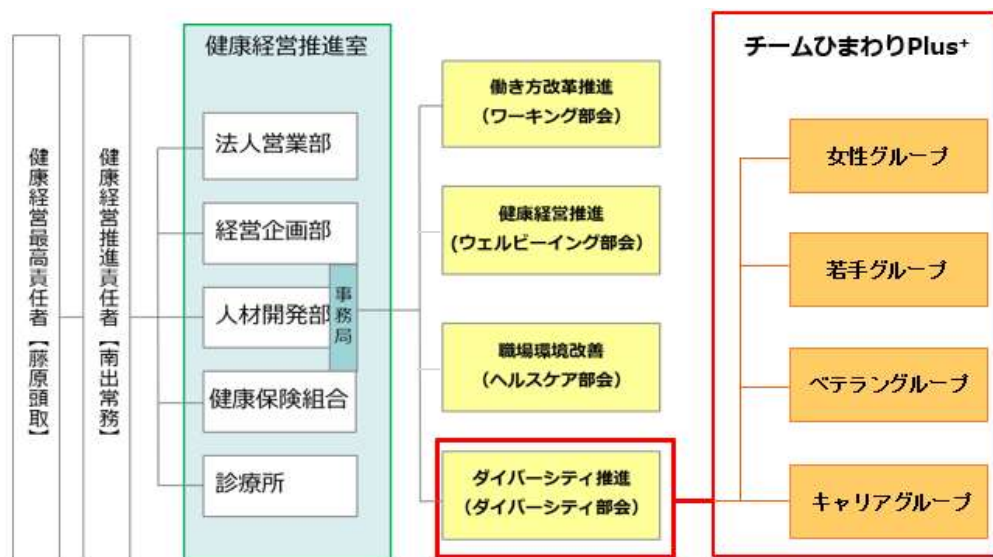 健康経営最高責任者【藤原頭取】
健康経営推進責任者【南出常務】
健康経営推進室
法人営業部
経営企画部
人材開発部
事務局
健康保険組合
診療所
働き方改革推進
（ワーキング部会）
健康経営推進
(ウェルビーイング部会)
職場環境改善
（ヘルスケア部会）
ダイバーシティ推進
（ダイバーシティ部会）
チームひまわりPlus⁺
女性グループ
若手グループ
ベテラングループ
キャリアグループ